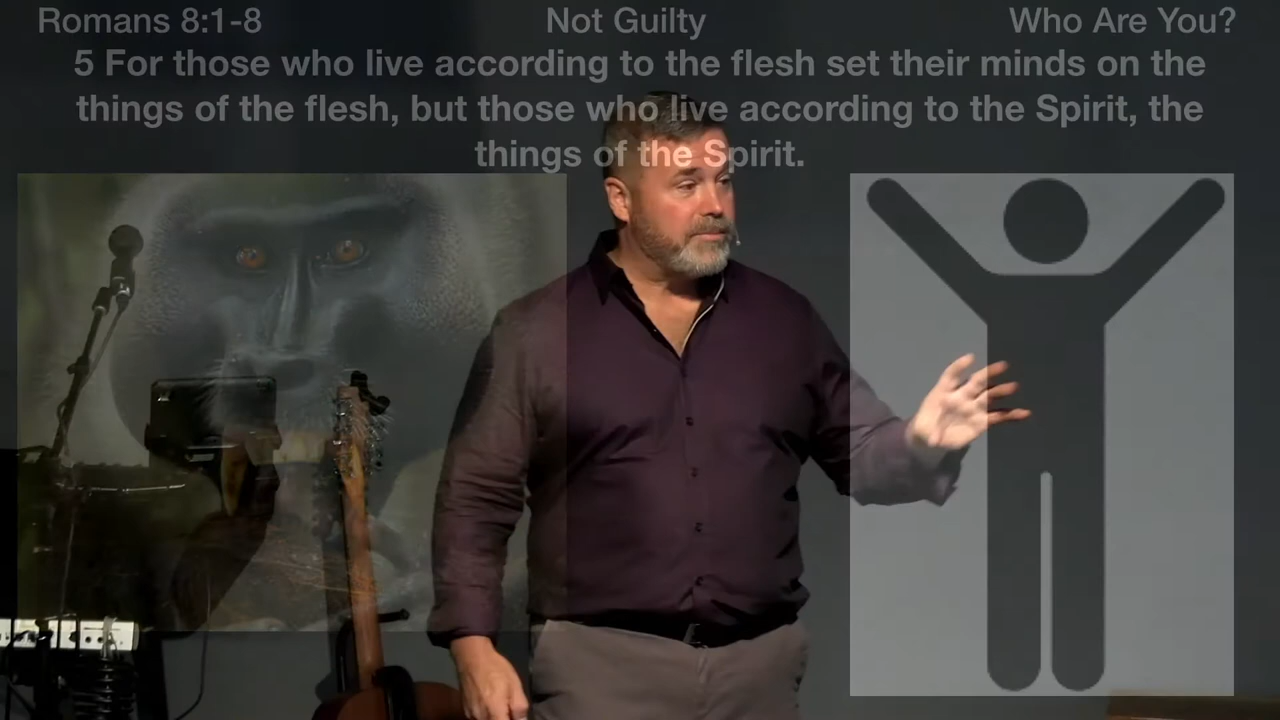 Romans 8:1-8 Not Guilty Who Are You?
5 For those who live according to the flesh set their minds on the
things of the flesh, but those who live according to the Spirit, the
things of the Spirit.